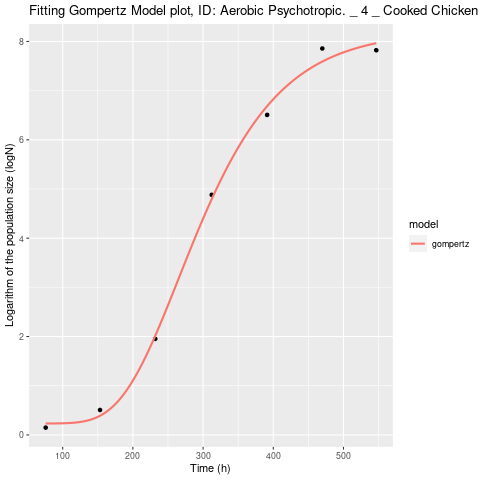 Fitting Gompertz Model plot, ID: Aerobic Psychotropic. _ 4 _ Cooked Chicken
8
6
4
2
0
Logarithm of the population size (logN)
100 200 300 400 500
Time (h)
model
gompertz